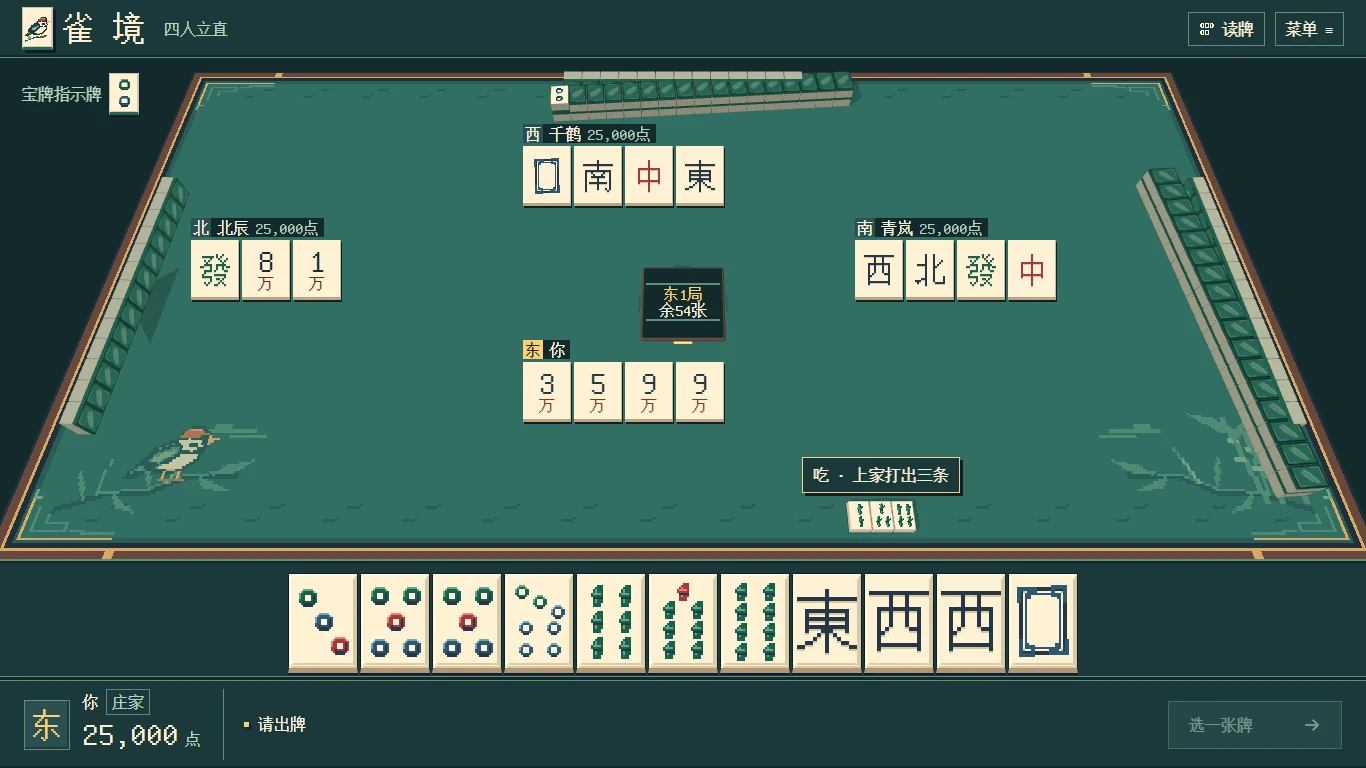 雀 境 四人立直
读牌
菜单 ≡
宝牌指示牌
西 千鹤 25,000点
南 中 東
北 北辰 25,000点
發 8万 1万
南 青岚 25,000点
西 北 發 中
东1局
余54张
东 你
3万 5万 9万 9万
吃 · 上家打出三条
東 西 西
东
你 庄家
25,000 点
请出牌
选一张牌 →